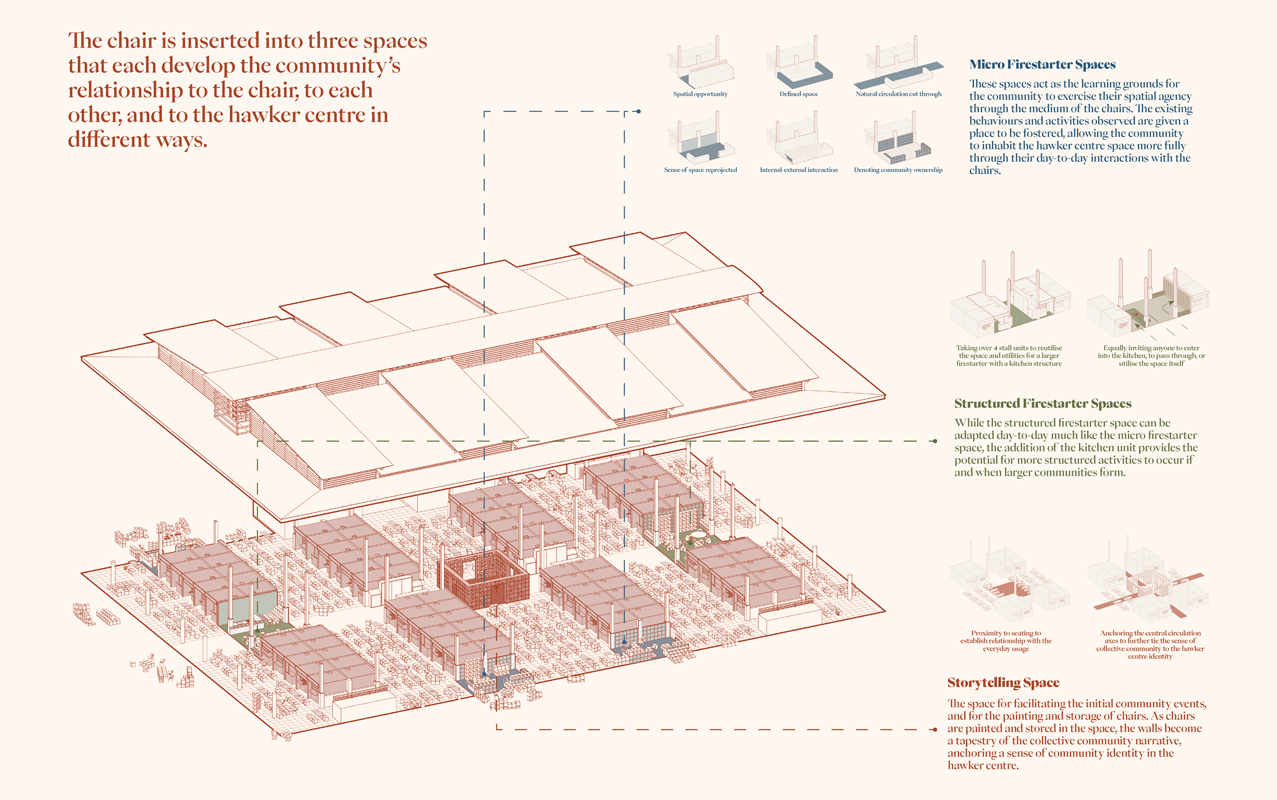 The chair is inserted into three spaces
that each develop the community's
relationship to the chair, to each
other, and to the hawker centre in
different ways.
Spatial opportunity
Defined space
Natural circulation cut through
Sense of space reprojected
Internal-external interaction
Denoting community ownership
Micro Firestarter Spaces
These spaces act as the learning grounds for
the community to exercise their spatial agency
through the medium of the chairs. The existing
behaviours and activities observed are given a
place to be fostered, allowing the community
to inhabit the hawker centre space more fully
through their day-to-day interactions with the
chairs.
Taking over 4 stall units to reutilise
the space and utilities for a larger
firestarter with a kitchen structure
Equally inviting anyone to enter
into the kitchen, to pass through, or
utilise the space itself
Structured Firestarter Spaces
While the structured firestarter space can be
adapted day-to-day much like the micro firestarter
space, the addition of the kitchen unit provides the
potential for more structured activities to occur if
and when larger communities form.
Proximity to seating to
establish relationship with the
everyday usage
Anchoring the central circulation
axes to further tie the sense of
collective community to the hawker
centre identity
Storytelling Space
The space for facilitating the initial community events,
and for the painting and storage of chairs. As chairs
are painted and stored in the space, the walls become
a tapestry of the collective community narrative,
anchoring a sense of community identity in the
hawker centre.